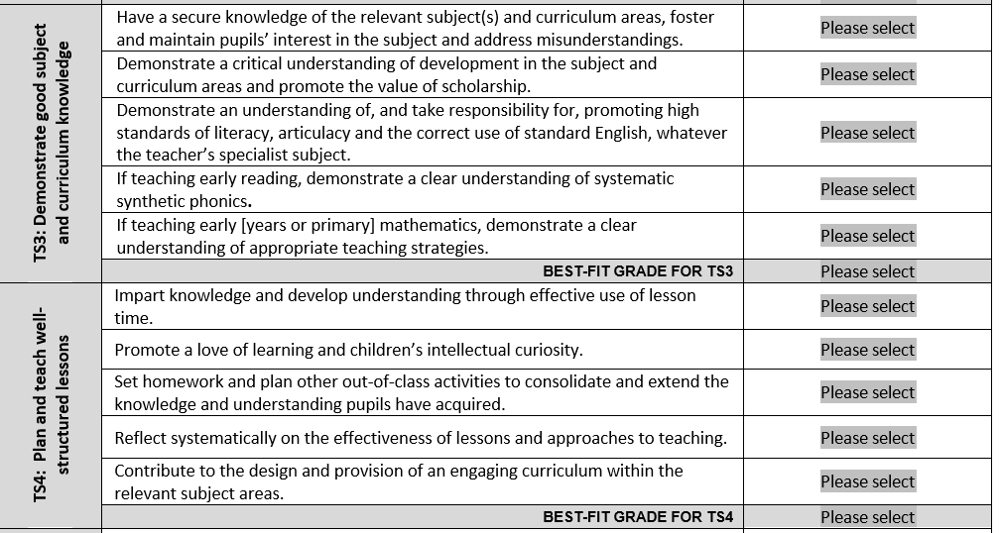 TS3: Demonstrate good subject
and curriculum knowledge
Have a secure knowledge of the relevant subject(s) and curriculum areas, foster
and maintain pupils’ interest in the subject and address misunderstandings.
Please select
Demonstrate a critical understanding of development in the subject and
curriculum areas and promote the value of scholarship.
Please select
Demonstrate an understanding of, and take responsibility for, promoting high
standards of literacy, articulacy and the correct use of standard English, whatever
the teacher’s specialist subject.
Please select
If teaching early reading, demonstrate a clear understanding of systematic
synthetic phonics.
Please select
If teaching early [years or primary] mathematics, demonstrate a clear
understanding of appropriate teaching strategies.
Please select
BEST-FIT GRADE FOR TS3
Please select
TS4: Plan and teach well-
structured lessons
Impart knowledge and develop understanding through effective use of lesson
time.
Please select
Promote a love of learning and children’s intellectual curiosity.
Please select
Set homework and plan other out-of-class activities to consolidate and extend the
knowledge and understanding pupils have acquired.
Please select
Reflect systematically on the effectiveness of lessons and approaches to teaching.
Please select
Contribute to the design and provision of an engaging curriculum within the
relevant subject areas.
Please select
BEST-FIT GRADE FOR TS4
Please select